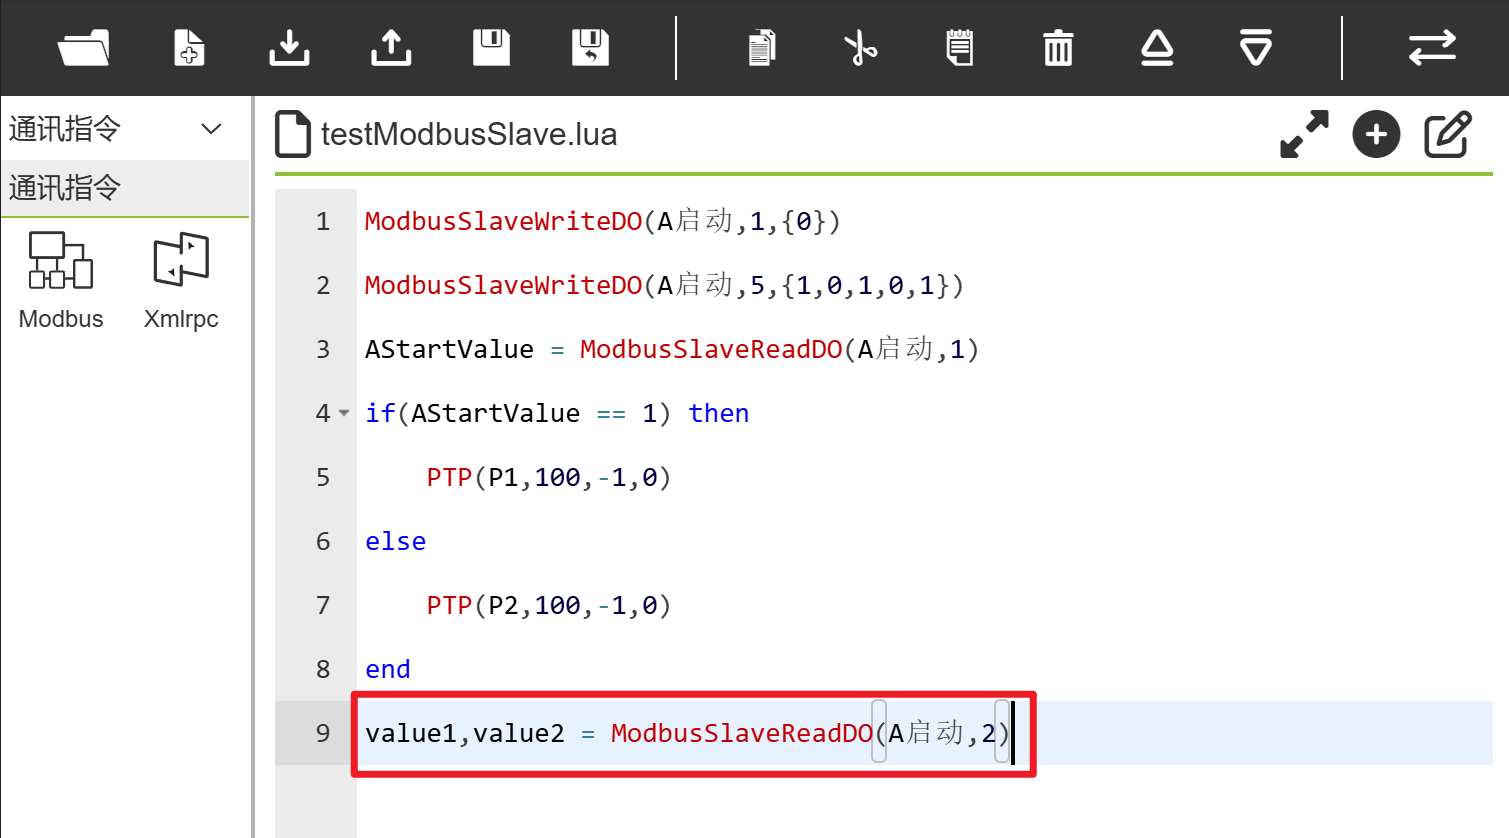 通讯指令
通讯指令
Modbus
Xmlrpc
testModbusSlave.lua
1 ModbusSlaveWriteDO(A启动,1,{0})
2 ModbusSlaveWriteDO(A启动,5,{1,0,1,0,1})
3 AStartValue = ModbusSlaveReadDO(A启动,1)
4 if(AStartValue == 1) then
5 PTP(P1,100,-1,0)
6 else
7 PTP(P2,100,-1,0)
8 end
9 value1,value2 = ModbusSlaveReadDO(A启动,2)